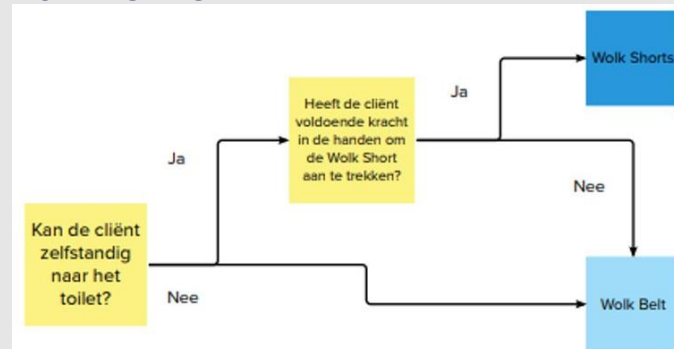 Wolk Shorts
Ja
Heeft de cliënt
voldoende kracht
in de handen om
de Wolk Short
aan te trekken?
Ja
Nee
Kan de cliënt
zelfstandig
naar het
toilet?
Nee
Wolk Belt